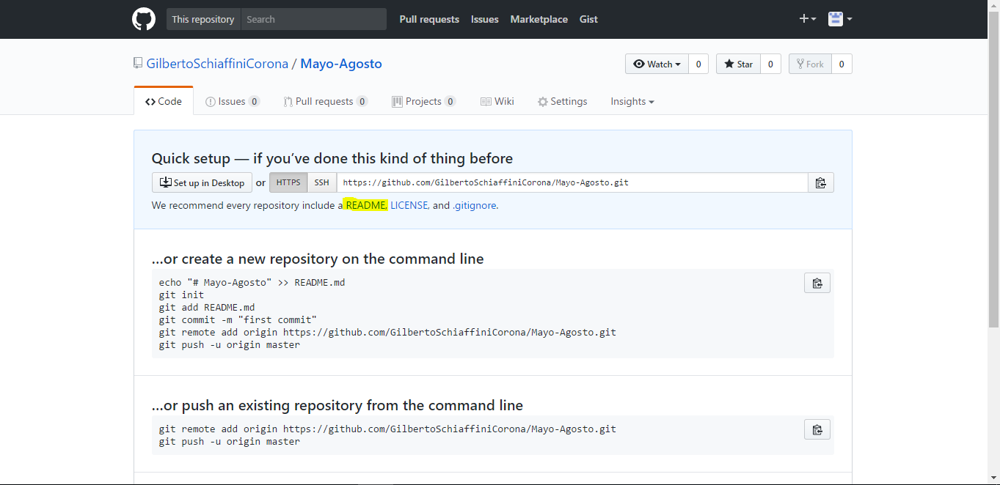 This repository Search Pull requests Issues Marketplace Gist
GilbertoSchiaffiniCorona / Mayo-Agosto Watch 0 Star 0 Fork 0
Code Issues 0 Pull requests 0 Projects 0 Wiki Settings Insights
Quick setup — if you’ve done this kind of thing before
Set up in Desktop or HTTPS SSH https://github.com/GilbertoSchiaffiniCorona/Mayo-Agosto.git
We recommend every repository include a README, LICENSE, and .gitignore.
…or create a new repository on the command line
echo "# Mayo-Agosto" >> README.md
git init
git add README.md
git commit -m "first commit"
git remote add origin https://github.com/GilbertoSchiaffiniCorona/Mayo-Agosto.git
git push -u origin master
…or push an existing repository from the command line
git remote add origin https://github.com/GilbertoSchiaffiniCorona/Mayo-Agosto.git
git push -u origin master